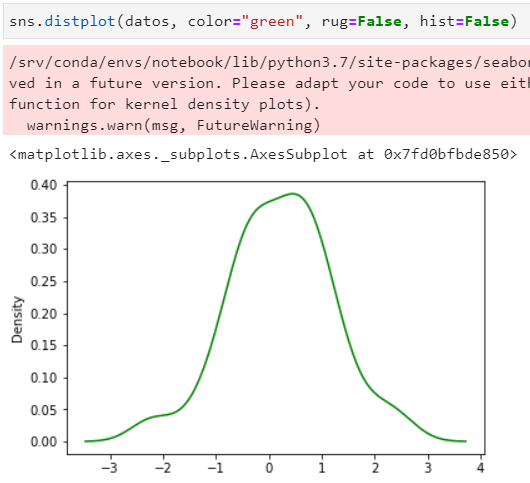 sns.distplot(datos, color="green", rug=False, hist=False)
/srv/conda/envs/notebook/lib/python3.7/site-packages/seabor
ved in a future version. Please adapt your code to use eith
function for kernel density plots).
warnings.warn(msg, FutureWarning)
<matplotlib.axes._subplots.AxesSubplot at 0x7fd0bfbde850>
0.40
0.35
0.30
0.25
0.20
0.15
0.10
0.05
0.00
Density
−3 −2 −1 0 1 2 3 4